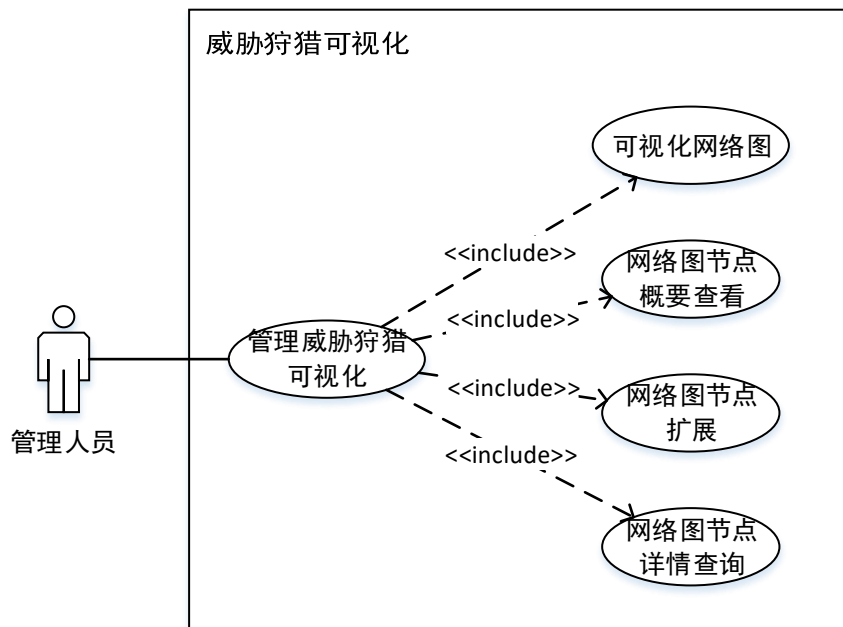 威胁狩猎可视化
可视化网络图
<<include>>
网络图节点
概要查看
<<include>>
管理威胁狩猎
可视化
<<include>>
网络图节点
扩展
管理人员
<<include>>
网络图节点
详情查询